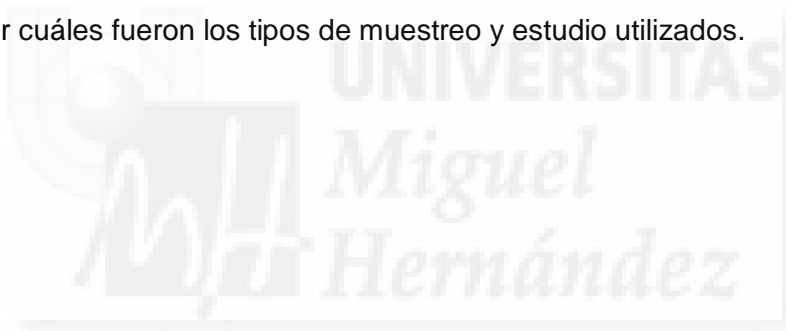 r cuáles fueron los tipos de muestreo y estudio utilizados.
UNIVERSITAS
Miguel
Hernández